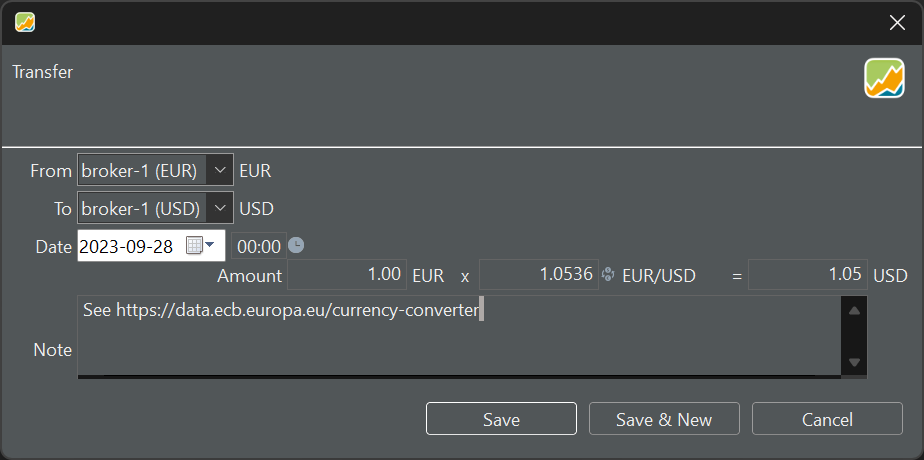 Transfer
From broker-1 (EUR) EUR
To broker-1 (USD) USD
Date 2023-09-28 00:00
Amount 1.00 EUR x 1.0536 EUR/USD = 1.05 USD
Note See https://data.ecb.europa.eu/currency-converter
Save Save & New Cancel